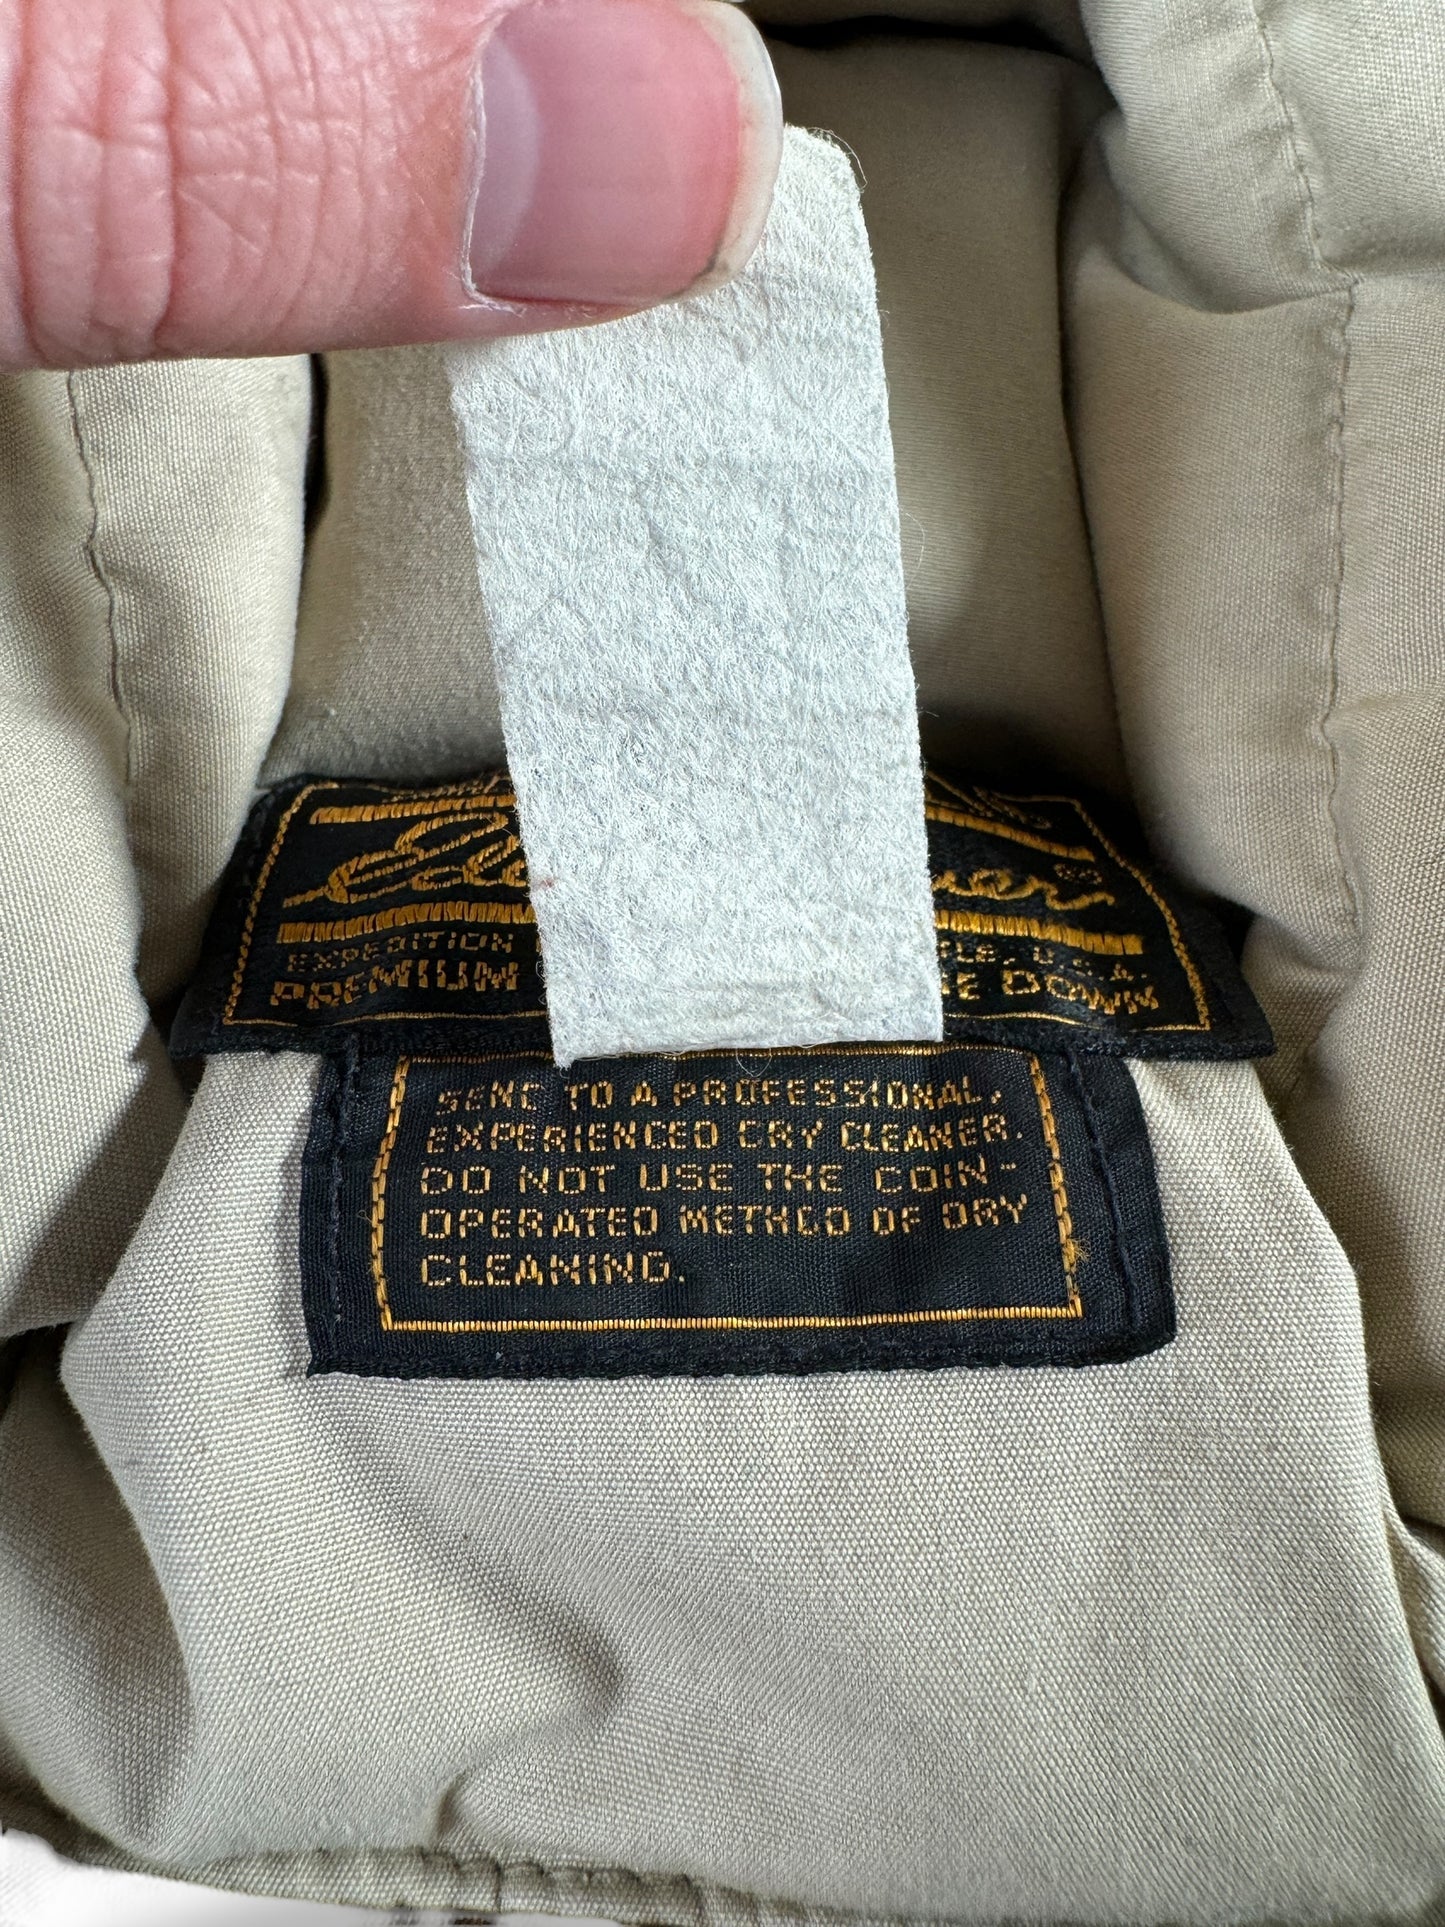 EXPEDITION
U.S.A.
PREMIUM
DOWN
SEND TO A PROFESSIONAL,
EXPERIENCED DRY CLEANER.
DO NOT USE THE COIN-
OPERATED METHOD OF DRY
CLEANING.